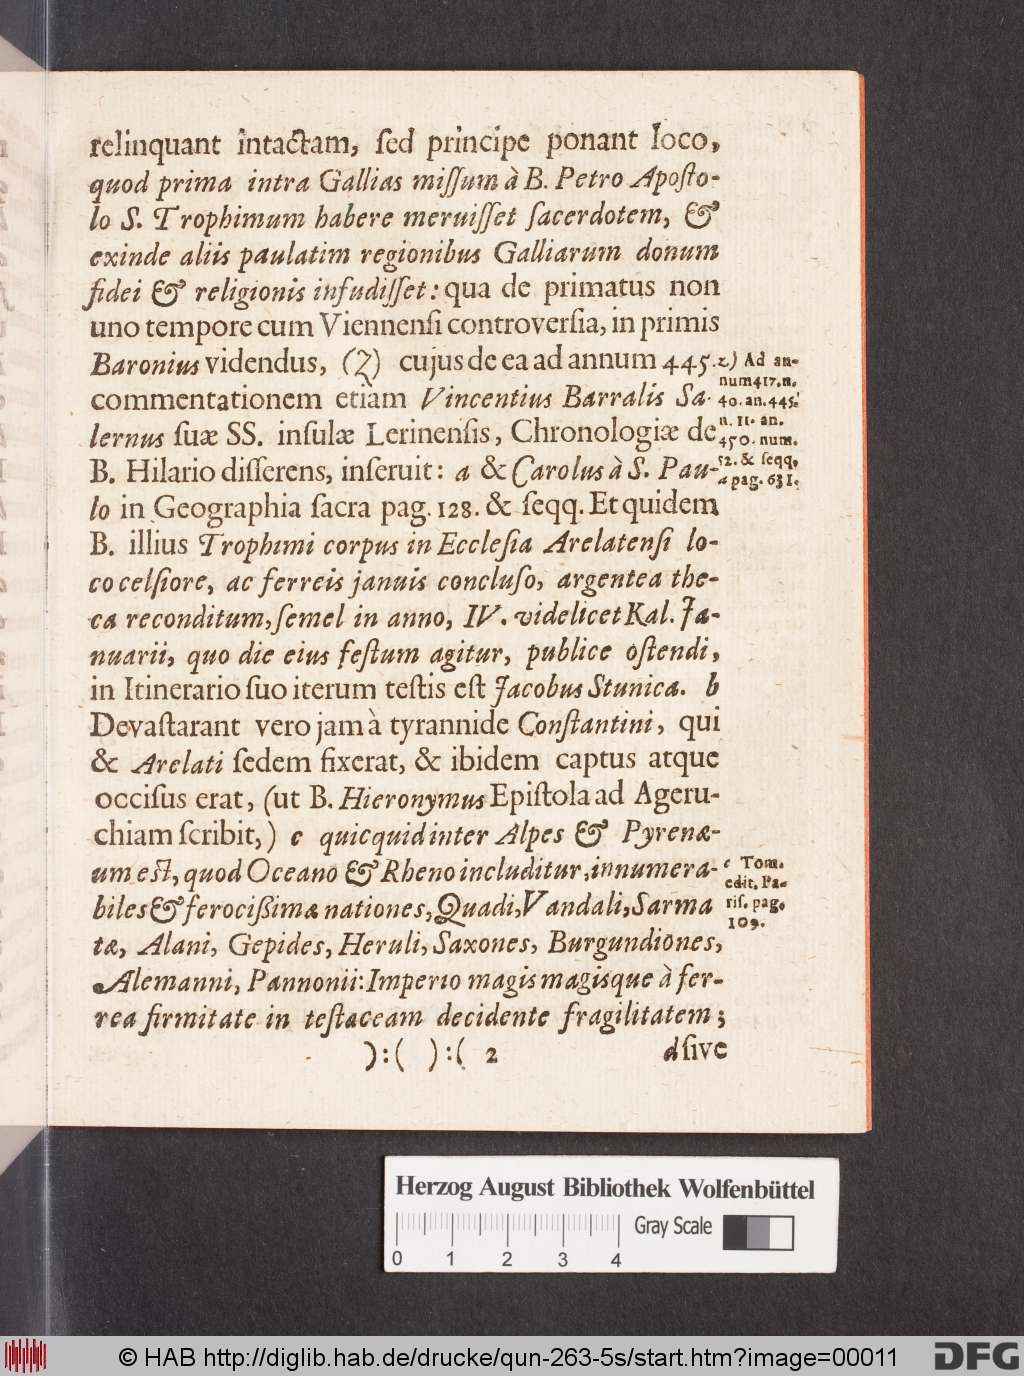 relinquant intactam, ſed principe ponant loco,
quod prima intra Gallias miſſum à B. Petro Apoſto-
lo S. Trophimum habere meruiſſet ſacerdotem, &
exinde aliis paulatim regionibus Galliarum donum
fidei & religionis infudiſſet: qua de primatus non
uno tempore cum Viennenſi controverſia, in primis
Baronius videndus, (z) cujus de ea ad annum 445.
commentationem etiàm Vincentius Barralis Sa-
lernus ſuæ SS. inſulæ Lerinenſis, Chronologiæ de
B. Hilario diſſerens, inſeruit: a & Carolus à S. Pau-
lo in Geographia ſacra pag. 128. & ſeqq. Et quidem
B. illius Trophimi corpus in Eccleſia Arelatenſi lo-
co celſiore, ac ferreis januis concluſo, argentea the-
ca reconditum, ſemel in anno, IV. videlicet Kal. Ja-
nuarii, quo die eius feſtum agitur, publice oſtendi,
in Itinerario ſuo iterum teſtis eſt Jacobus Stunica. b
Devaſtarant vero jam à tyrannide Conſtantini, qui
& Arelati ſedem fixerat, & ibidem captus atque
occiſus erat, (ut B. Hieronymus Epiſtola ad Ageru-
chiam ſcribit,) c quicquid inter Alpes & Pyrenæ-
um eſt, quod Oceano & Rheno includitur, innumera-
biles & ferocißimæ nationes, Quadi, Vandali, Sarma
tæ, Alani, Gepides, Heruli, Saxones, Burgundiones,
Alemanni, Pannonii: Imperio magis magisque à fer-
rea firmitate in teſtaceam decidente fragilitatem;
):( ):( 2
dſive
z) Ad an-
num 417. n.
40. an. 445.
n. 11. an.
450. num.
52. & ſeqq.
a pag. 631.
c Tom.
edit. Pa-
riſ. pag.
109.
Herzog August Bibliothek Wolfenbüttel
Gray Scale
0 1 2 3 4
© HAB http://diglib.hab.de/drucke/qun-263-5s/start.htm?image=00011
DFG